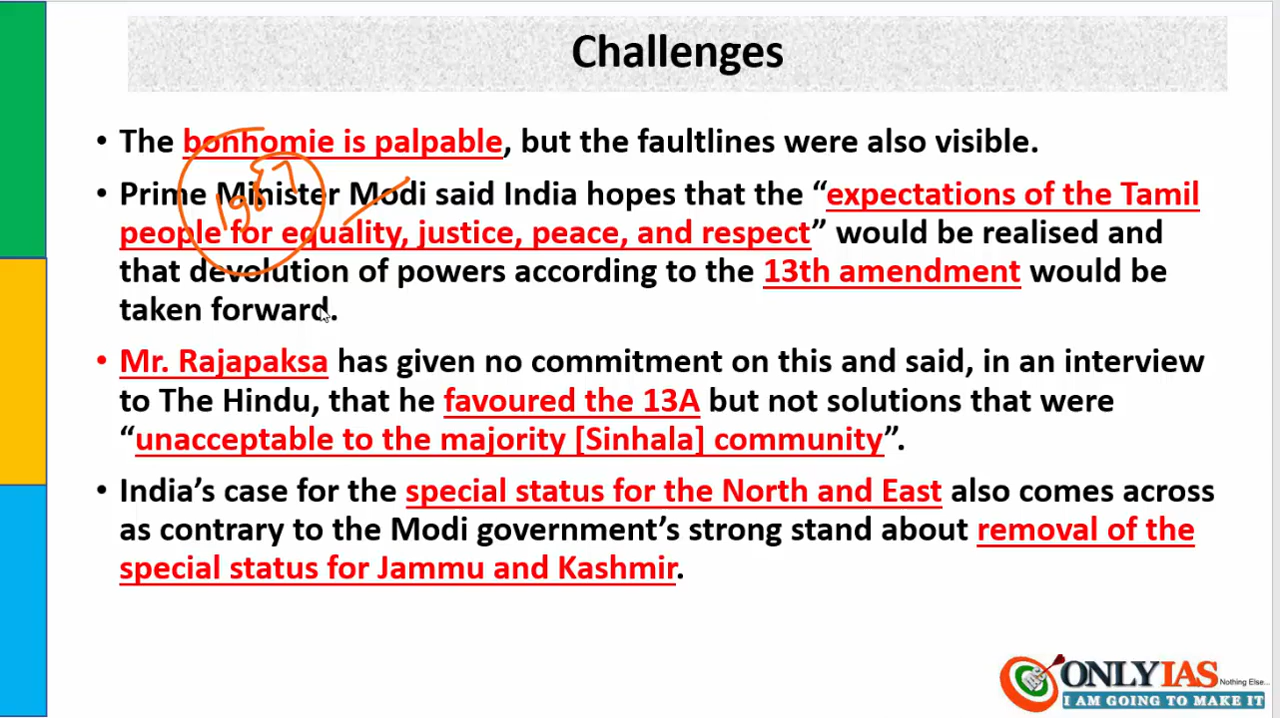 Challenges
• The bonhomie is palpable, but the faultlines were also visible.
• Prime Minister Modi said India hopes that the “expectations of the Tamil
people for equality, justice, peace, and respect” would be realised and
that devolution of powers according to the 13th amendment would be
taken forward.
1987
• Mr. Rajapaksa has given no commitment on this and said, in an interview
to The Hindu, that he favoured the 13A but not solutions that were
“unacceptable to the majority [Sinhala] community”.
• India’s case for the special status for the North and East also comes across
as contrary to the Modi government’s strong stand about removal of the
special status for Jammu and Kashmir.
ONLYIAS Nothing Else...
I AM GOING TO MAKE IT